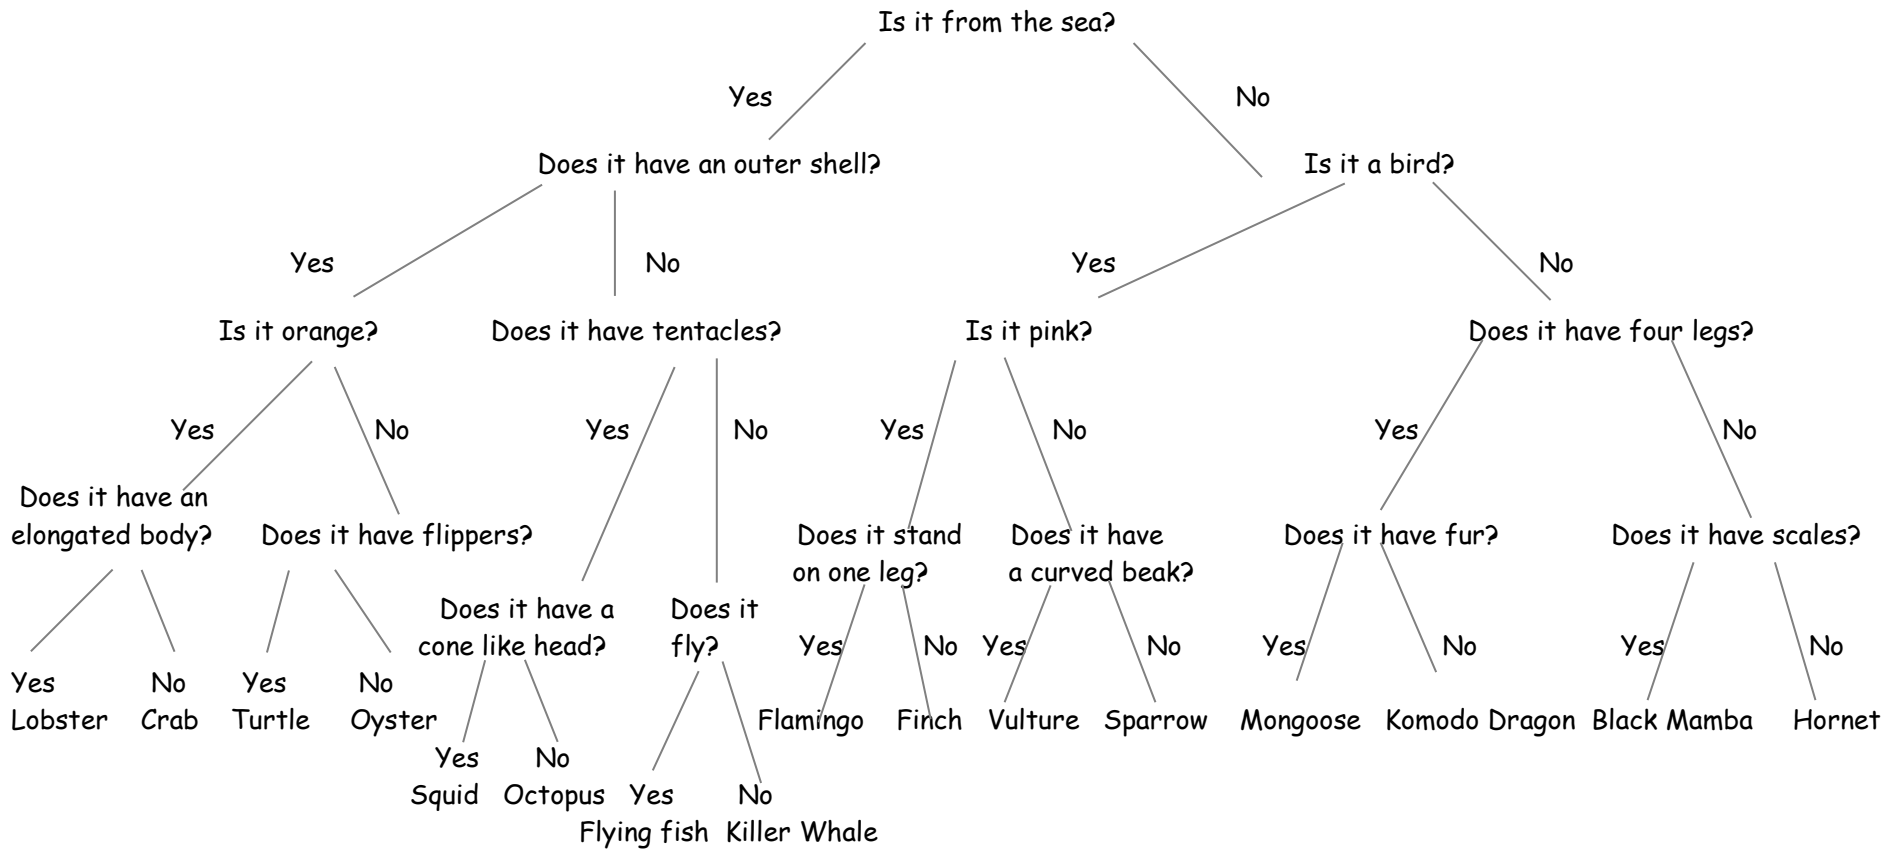 Is it from the sea?
Yes No
Does it have an outer shell? Is it a bird?
Yes No Yes No
Is it orange? Does it have tentacles? Is it pink? Does it have four legs?
Yes No Yes No Yes No Yes No
Does it have an
elongated body? Does it have flippers? Does it stand Does it have Does it have fur? Does it have scales?
on one leg? a curved beak?
Does it have a Does it
cone like head? fly? Yes No Yes No Yes No Yes No
Yes No Yes No
Lobster Crab Turtle Oyster Flamingo Finch Vulture Sparrow Mongoose Komodo Dragon Black Mamba Hornet
Yes No
Squid Octopus Yes No
Flying fish Killer Whale